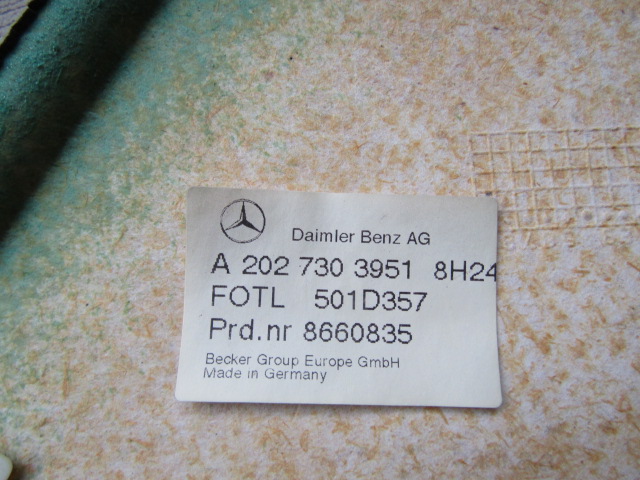 Daimler Benz AG
A 202 730 3951 8H24
FOTL 501D357
Prd.nr 8660835
Becker Group Europe GmbH
Made in Germany